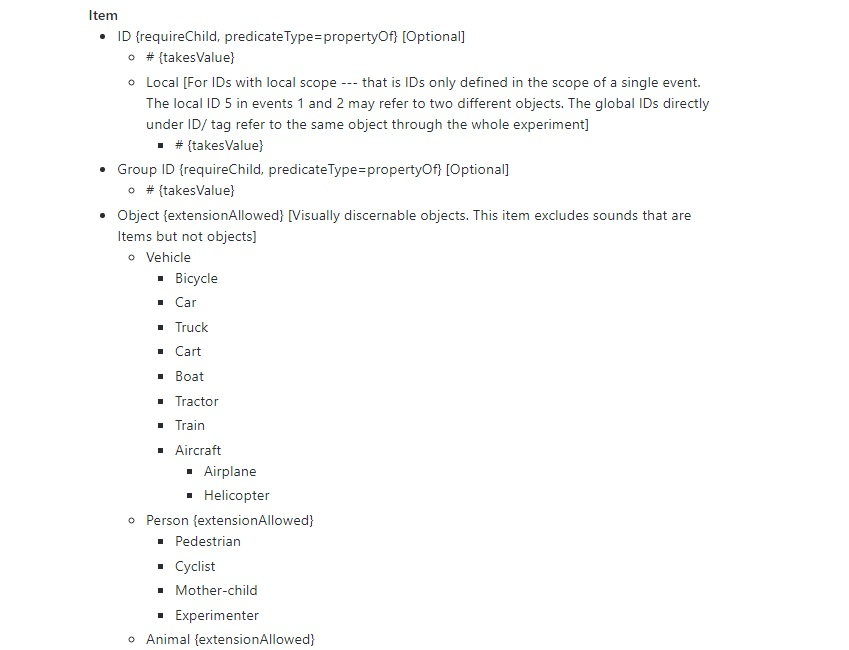 Item
• ID {requireChild, predicateType=propertyOf} [Optional]
○ # {takesValue}
○ Local [For IDs with local scope --- that is IDs only defined in the scope of a single event.
The local ID 5 in events 1 and 2 may refer to two different objects. The global IDs directly
under ID/ tag refer to the same object through the whole experiment]
▪ # {takesValue}
• Group ID {requireChild, predicateType=propertyOf} [Optional]
○ # {takesValue}
• Object {extensionAllowed} [Visually discernable objects. This item excludes sounds that are
Items but not objects]
○ Vehicle
▪ Bicycle
▪ Car
▪ Truck
▪ Cart
▪ Boat
▪ Tractor
▪ Train
▪ Aircraft
▪ Airplane
▪ Helicopter
○ Person {extensionAllowed}
▪ Pedestrian
▪ Cyclist
▪ Mother-child
▪ Experimenter
○ Animal {extensionAllowed}